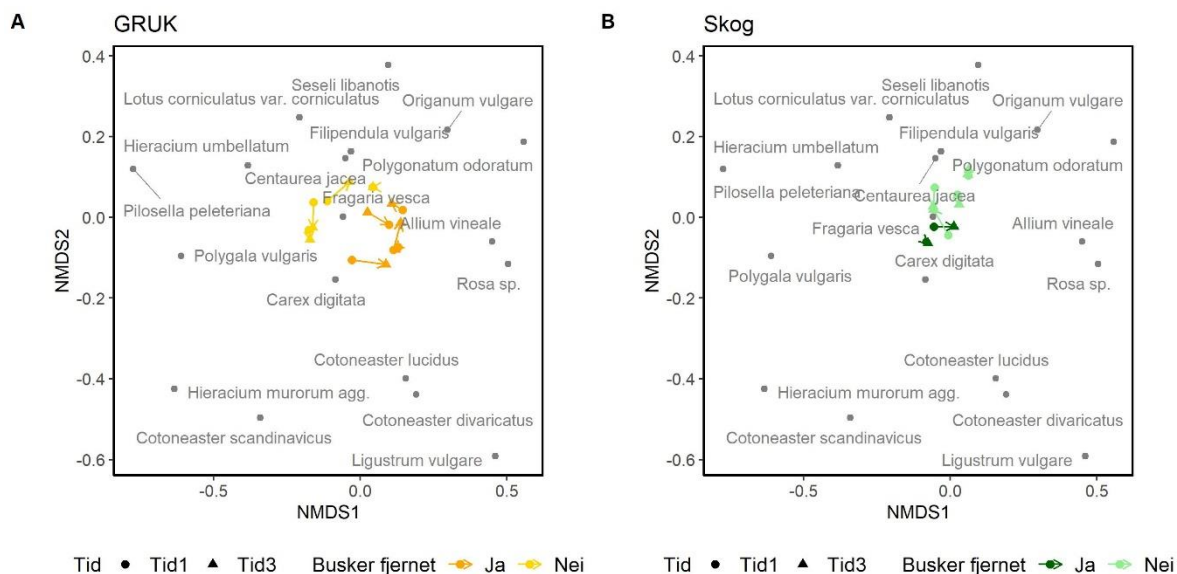 A
GRUK
NMDS2
0.4
0.2
0.0
-0.2
-0.4
-0.6
Seseli libanotis
Lotus corniculatus var. corniculatus
Origanum vulgare
Filipendula vulgaris
Hieracium umbellatum
Polygonatum odoratum
Centaurea jacea
Fragaria vesca
Pilosella peleteriana
Allium vineale
Polygala vulgaris
Rosa sp.
Carex digitata
Cotoneaster lucidus
Hieracium murorum agg.
Cotoneaster divaricatus
Cotoneaster scandinavicus
Ligustrum vulgare
-0.5 0.0 0.5
NMDS1
Tid Tid1 Tid3 Busker fjernet Ja Nei
B
Skog
NMDS2
0.4
0.2
0.0
-0.2
-0.4
-0.6
Seseli libanotis
Lotus corniculatus var. corniculatus
Origanum vulgare
Filipendula vulgaris
Hieracium umbellatum
Polygonatum odoratum
Pilosella peleteriana
Centaurea jacea
Allium vineale
Fragaria vesca
Carex digitata
Polygala vulgaris
Rosa sp.
Cotoneaster lucidus
Hieracium murorum agg.
Cotoneaster divaricatus
Cotoneaster scandinavicus
Ligustrum vulgare
-0.5 0.0 0.5
NMDS1
Tid Tid1 Tid3 Busker fjernet Ja Nei